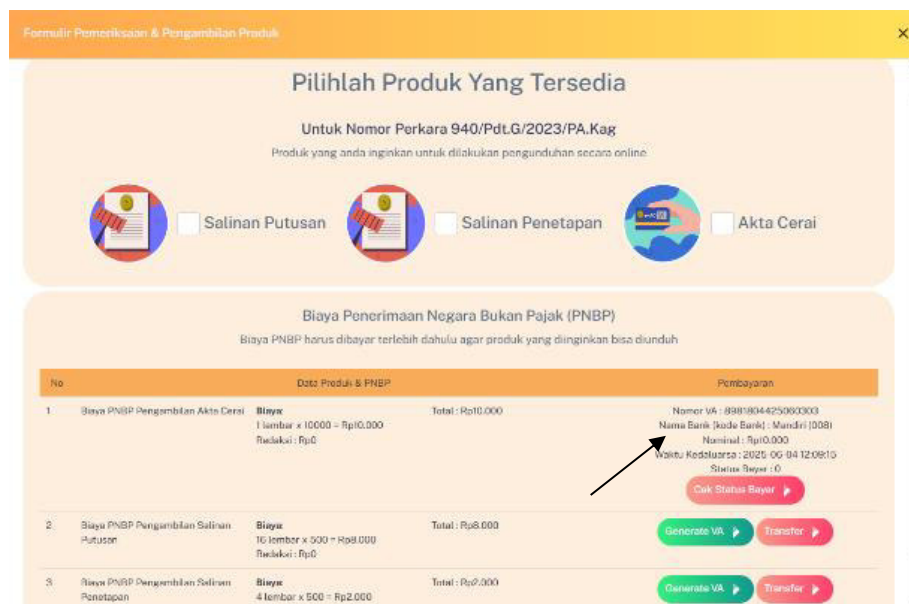 Formulir Pemeriksaan & Pengambilan Produk
Pilihlah Produk Yang Tersedia
Untuk Nomor Perkara 940/Pdt.G/2023/PA.Kag
Produk yang anda inginkan untuk dilakukan pengunduhan secara online
Salinan Putusan
Salinan Penetapan
Akta Cerai
Biaya Penerimaan Negara Bukan Pajak (PNBP)
Biaya PNBP harus dibayar terlebih dahulu agar produk yang diinginkan bisa diunduh
No Data Produk & PNBP Pembayaran
1 Biaya PNBP Pengambilan Akta Cerai Biaya: Total : Rp10.000 Nomor VA : 8981804425060303
1 lembar x 10000 = Rp10.000 Nama Bank (kode Bank) : Mandiri (008)
Redaksi : Rp0 Nominal : Rp10.000
Waktu Kedaluarsa : 2025-06-04 12:09:15
Status Bayar : 0
Cek Status Bayar
2 Biaya PNBP Pengambilan Salinan Biaya: Total : Rp8.000 Generate VA Transfer
Putusan 16 lembar x 500 = Rp8.000
Redaksi : Rp0
3 Biaya PNBP Pengambilan Salinan Biaya: Total : Rp2.000 Generate VA Transfer
Penetapan 4 lembar x 500 = Rp2.000